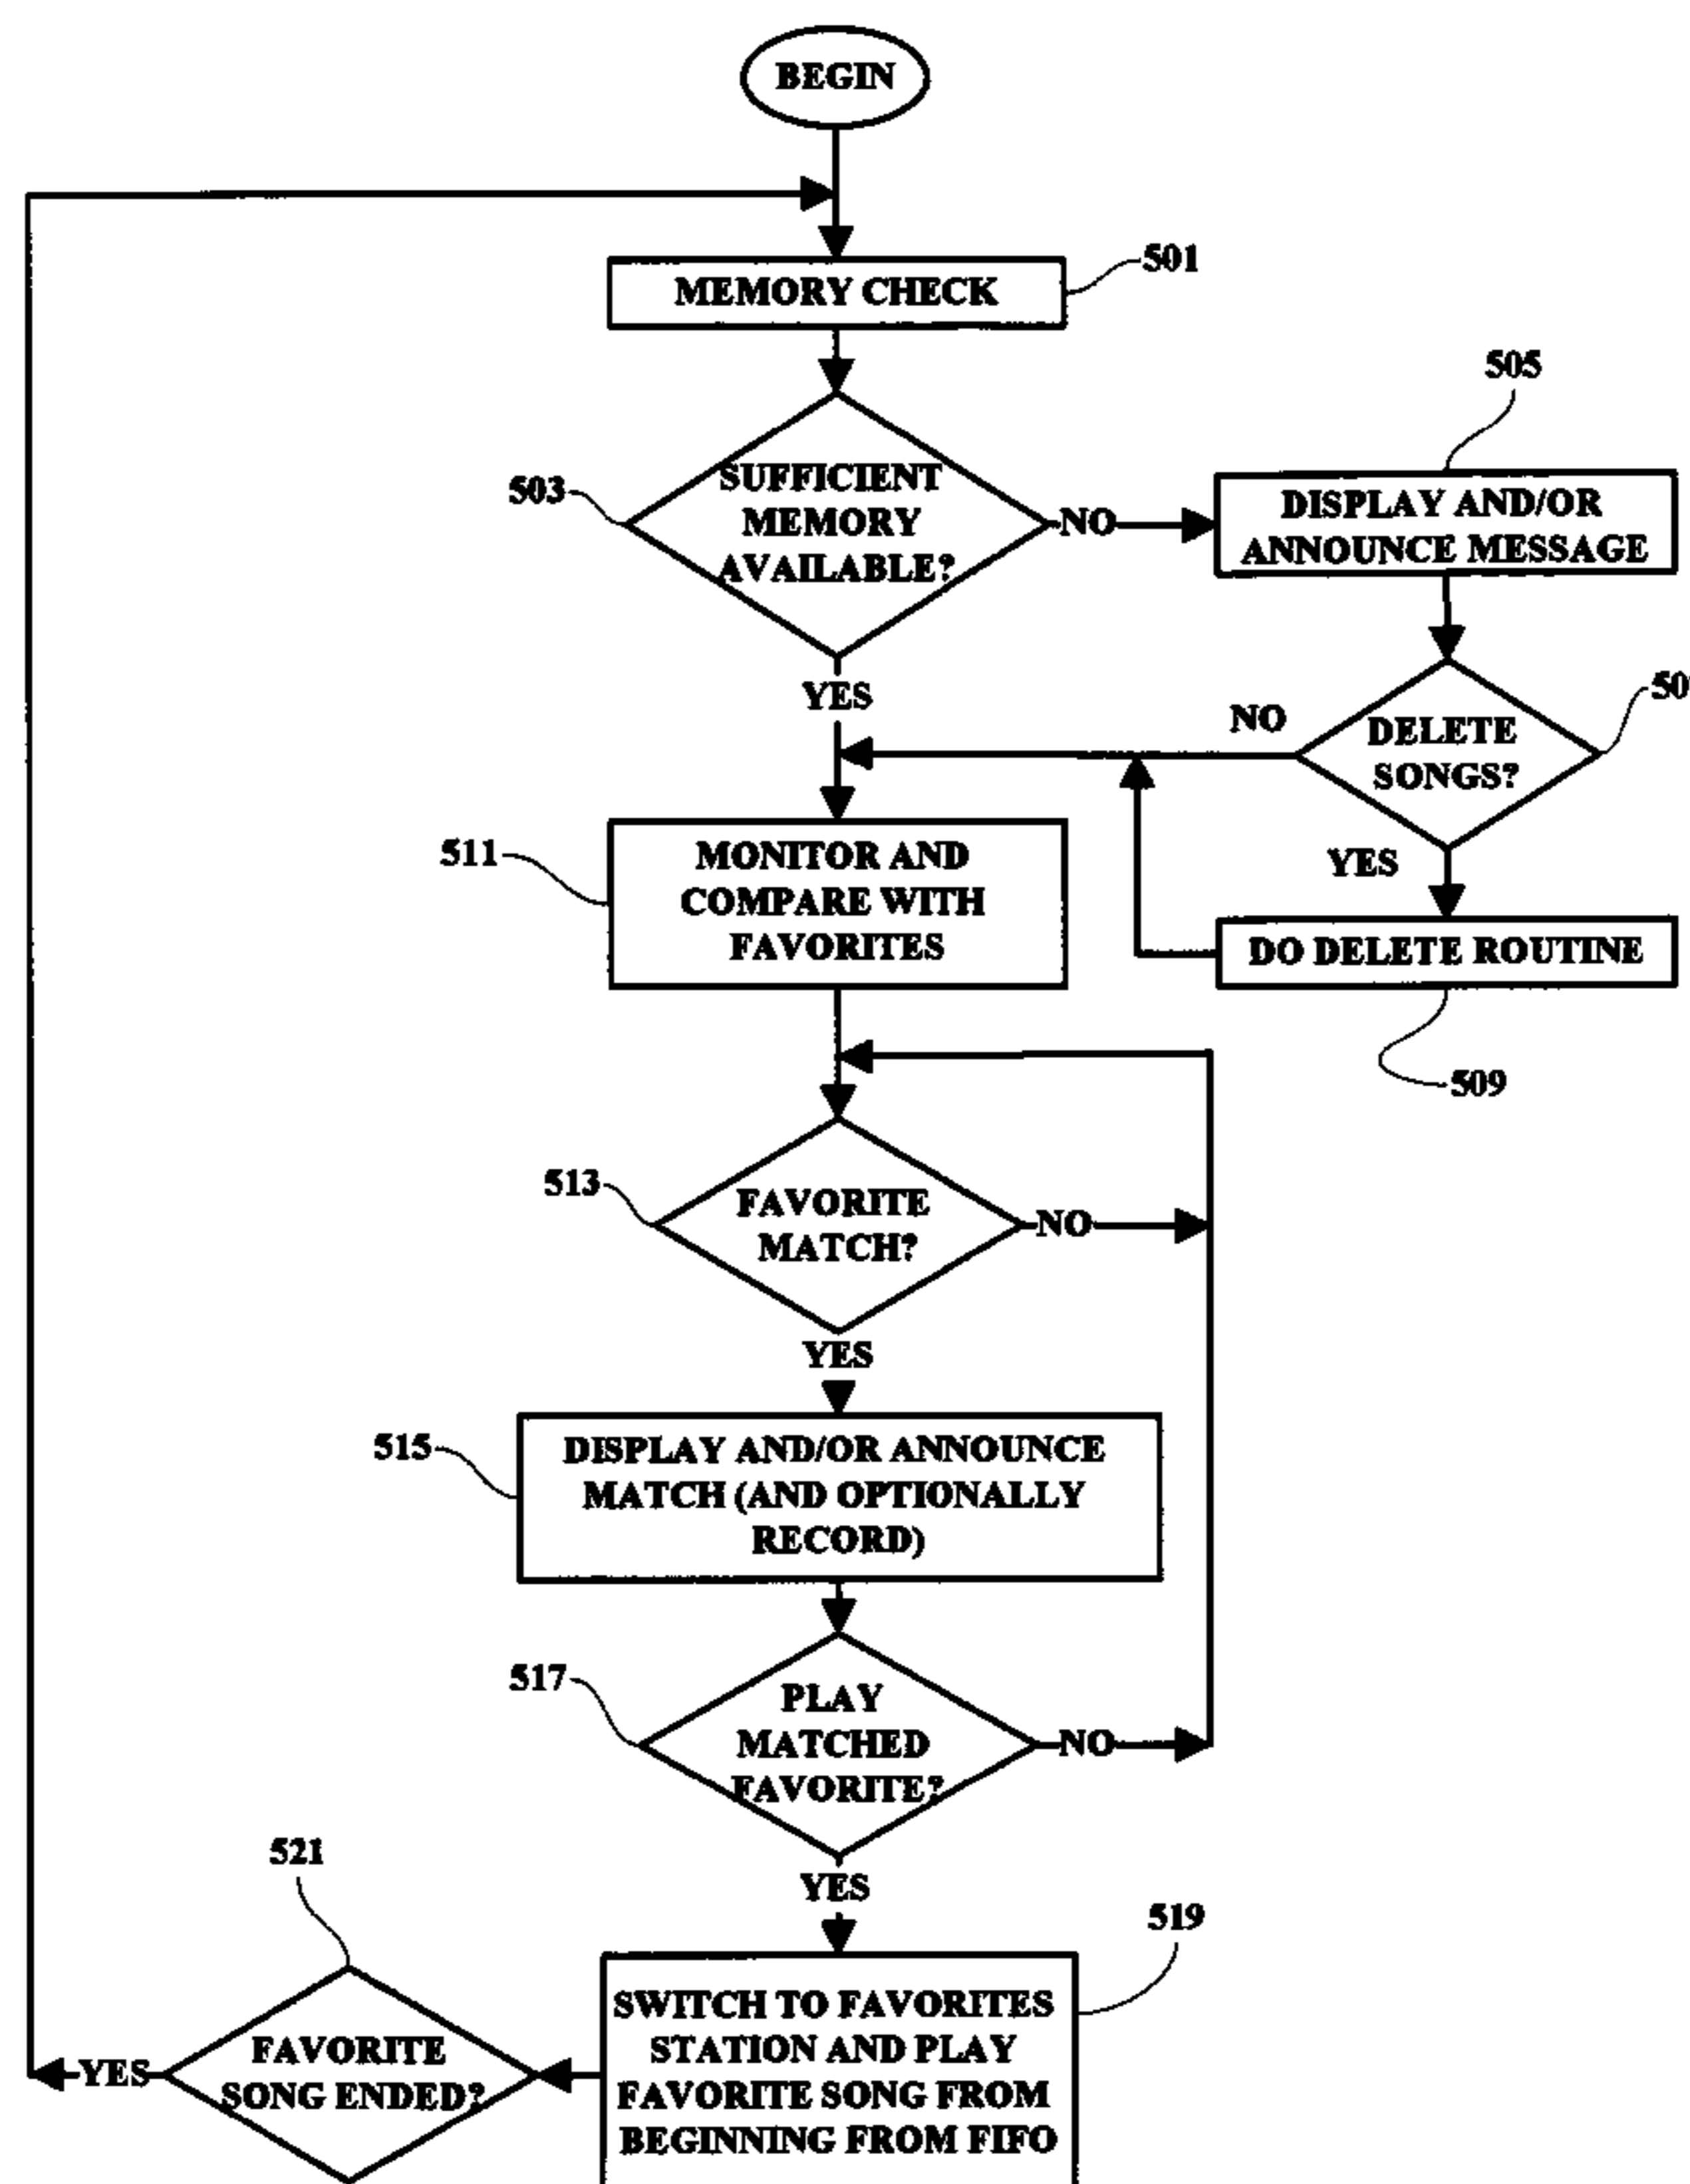 BEGIN
MEMORY CHECK
501
503
SUFFICIENT
MEMORY
AVAILABLE?
NO
505
DISPLAY AND/OR
ANNOUNCE MESSAGE
YES
NO
DELETE
SONGS?
50
YES
DO DELETE ROUTINE
509
511
MONITOR AND
COMPARE WITH
FAVORITES
513
FAVORITE
MATCH?
NO
YES
515
DISPLAY AND/OR ANNOUNCE
MATCH (AND OPTIONALLY
RECORD)
517
PLAY
MATCHED
FAVORITE?
NO
YES
519
SWITCH TO FAVORITES
STATION AND PLAY
FAVORITE SONG FROM
BEGINNING FROM FIFO
521
FAVORITE
SONG ENDED?
YES